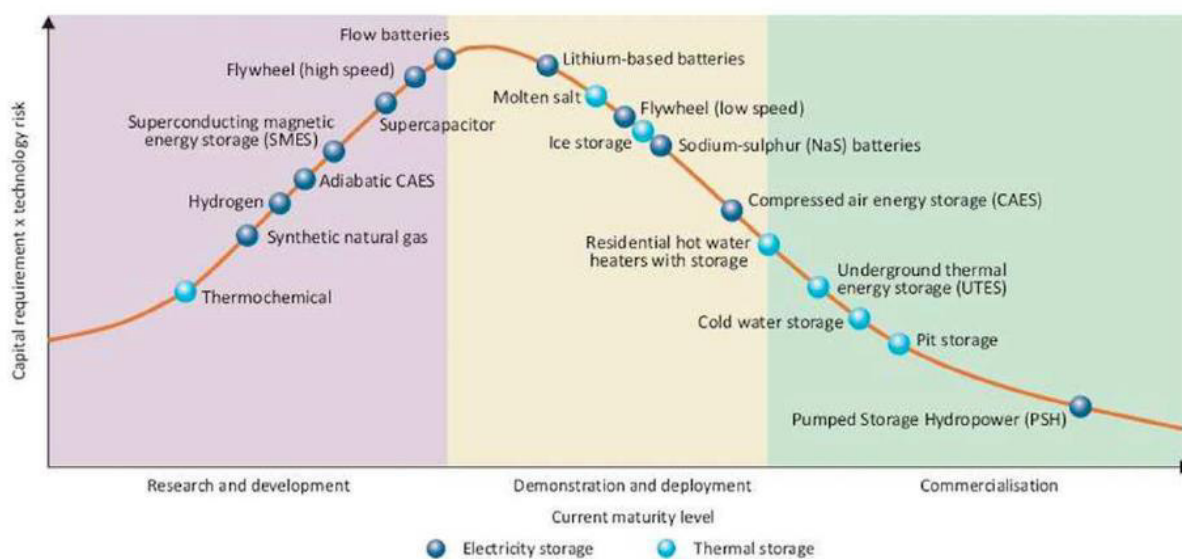 Capital requirement x technology risk
Flow batteries
Flywheel (high speed)
Supercapacitor
Superconducting magnetic
energy storage (SMES)
Adiabatic CAES
Hydrogen
Synthetic natural gas
Thermochemical
Lithium-based batteries
Molten salt
Flywheel (low speed)
Ice storage
Sodium-sulphur (NaS) batteries
Compressed air energy storage (CAES)
Residential hot water
heaters with storage
Underground thermal
energy storage (UTES)
Cold water storage
Pit storage
Pumped Storage Hydropower (PSH)
Research and development
Demonstration and deployment
Commercialisation
Current maturity level
Electricity storage
Thermal storage